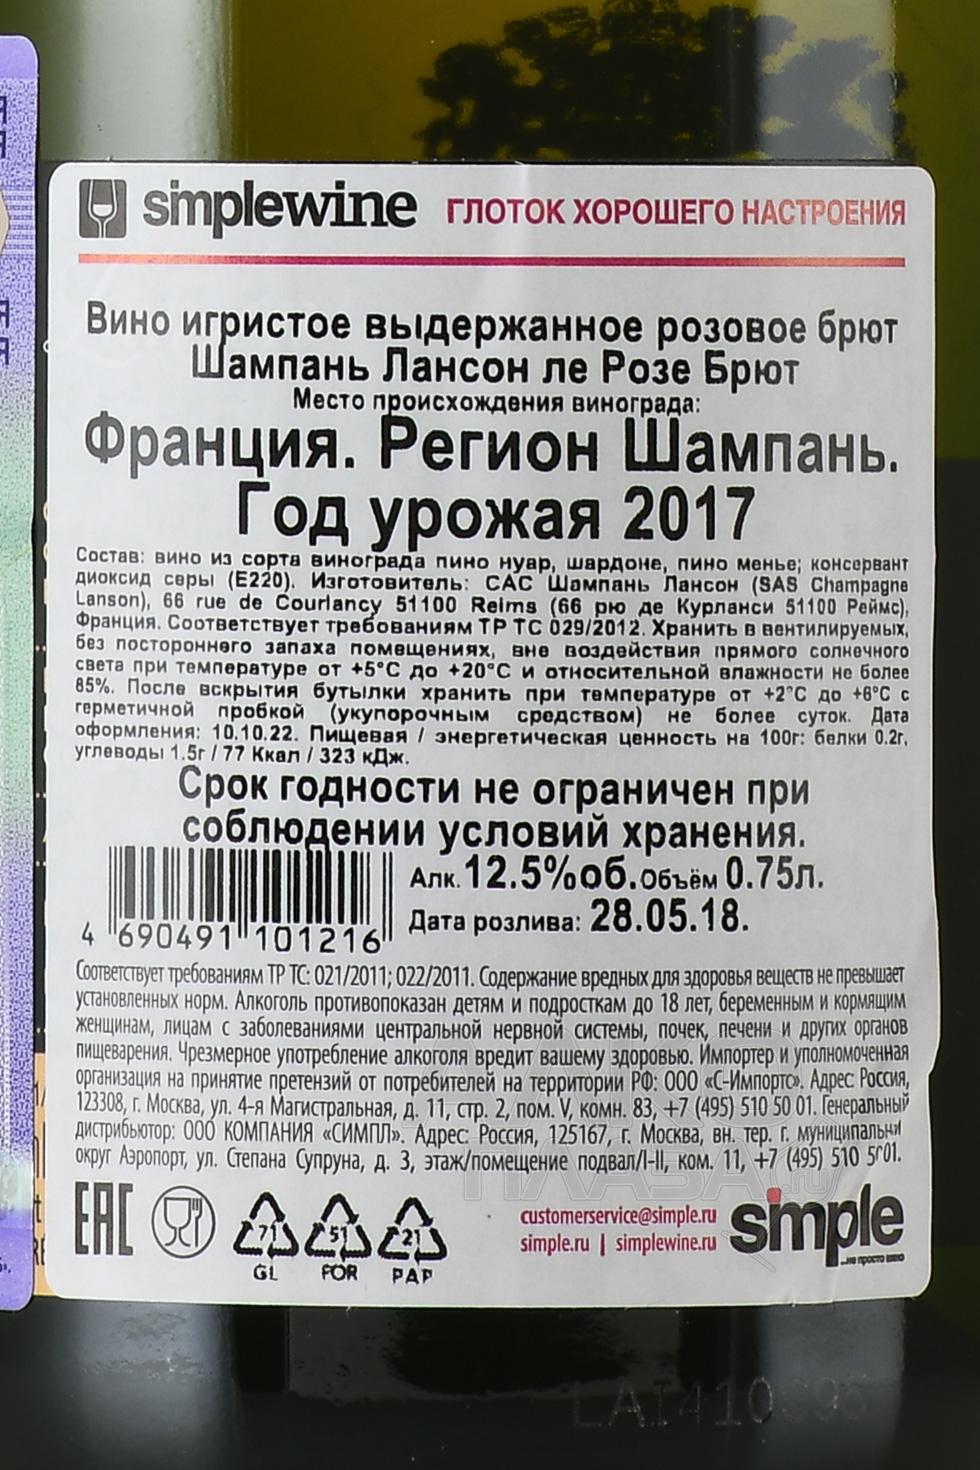 simplewine ГЛОТОК ХОРОШЕГО НАСТРОЕНИЯ
Вино игристое выдержанное розовое брют
Шампань Лансон ле Розе Брют
Место происхождения винограда:
Франция. Регион Шампань.
Год урожая 2017
Состав: вино из сорта винограда пино нуар, шардоне, пино менье; консервант
диоксид серы (Е220). Изготовитель: САС Шампань Лансон (SAS Champagne
Lanson), 66 rue de Courlancy 51100 Reims (66 рю де Курланси 51100 Реймс),
Франция. Соответствует требованиям ТР ТС 029/2012. Хранить в вентилируемых,
без постороннего запаха помещениях, вне воздействия прямого солнечного
света при температуре от +5°С до +20°С и относительной влажности не более
85%. После вскрытия бутылки хранить при температуре от +2°С до +6°С с
герметичной пробкой (укупорочным средством) не более суток. Дата
оформления: 10.10.22. Пищевая / энергетическая ценность на 100г: белки 0.2г,
углеводы 1.5г / 77 Ккал / 323 кДж.
Срок годности не ограничен при
соблюдении условий хранения.
Алк. 12.5%об. Объём 0.75л.
Дата розлива: 28.05.18.
4 690491 101216
Соответствует требованиям ТР ТС: 021/2011; 022/2011. Содержание вредных для здоровья веществ не превышает
установленных норм. Алкоголь противопоказан детям и подросткам до 18 лет, беременным и кормящим
женщинам, лицам с заболеваниями центральной нервной системы, почек, печени и других органов
пищеварения. Чрезмерное употребление алкоголя вредит вашему здоровью. Импортер и уполномоченная
организация на принятие претензий от потребителей на территории РФ: ООО «С-Импортс». Адрес: Россия,
123308, г. Москва, ул. 4-я Магистральная, д. 11, стр. 2, пом. V, комн. 83, +7 (495) 510 50 01. Генеральный
дистрибьютор: ООО КОМПАНИЯ «СИМПЛ». Адрес: Россия, 125167, г. Москва, вн. тер. г. муниципальный
округ Аэропорт, ул. Степана Супруна, д. 3, этаж/помещение подвал/I-II, ком. 11, +7 (495) 510 5001.
EAC
71 51 21
GL FOR PAP
customerservice@simple.ru
simple.ru | simplewine.ru
simple
...не просто вино